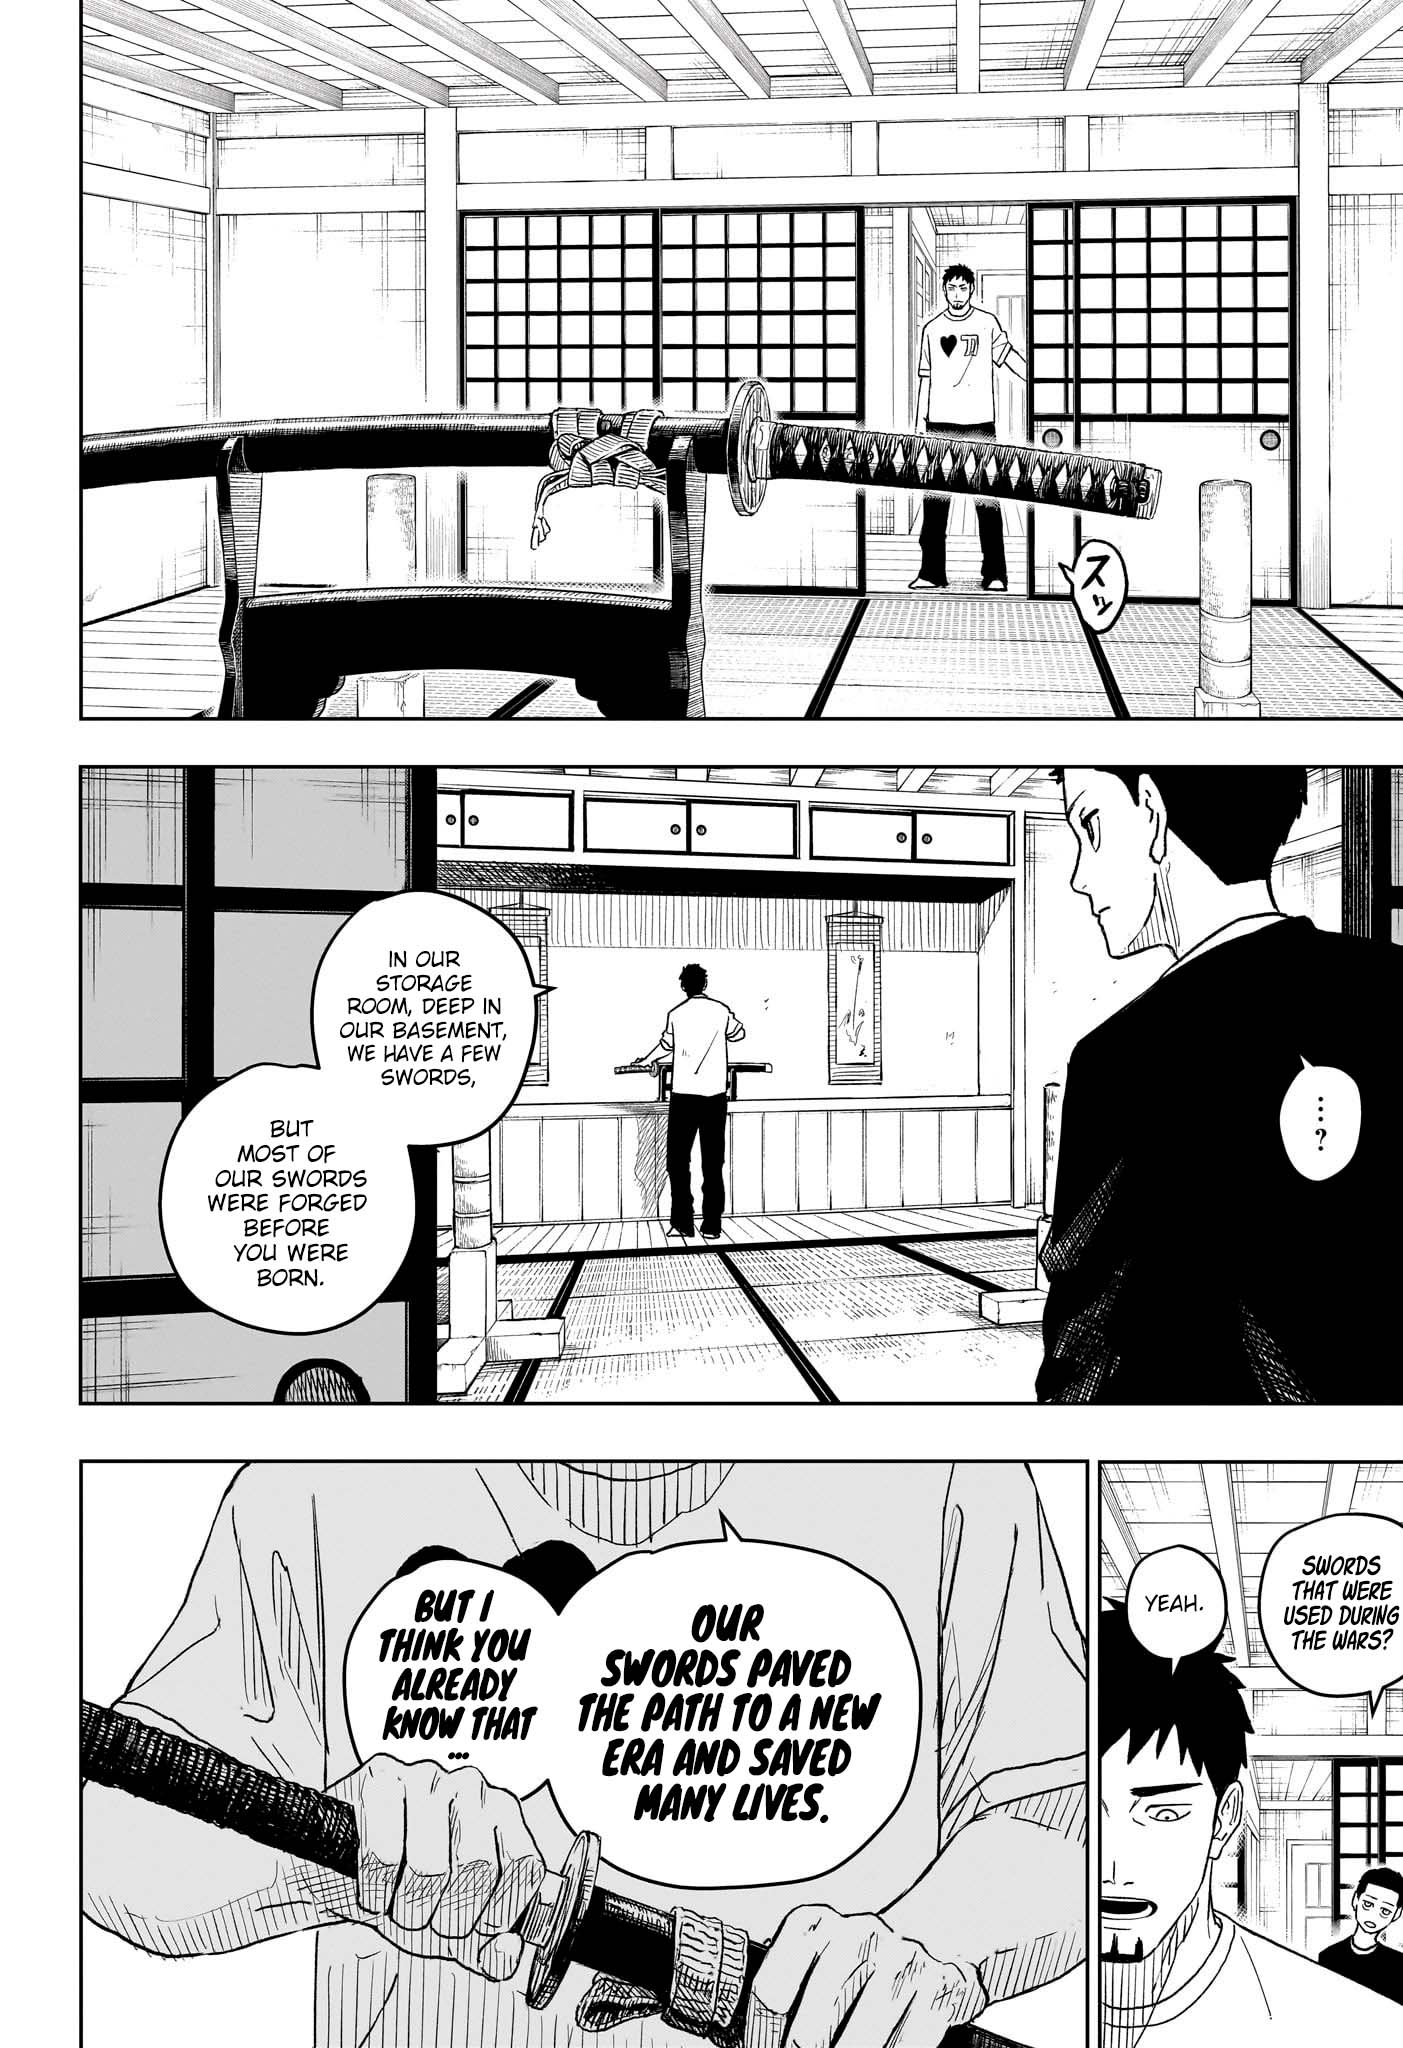 スッ
…?
IN OUR
STORAGE
ROOM, DEEP IN
OUR BASEMENT,
WE HAVE A FEW
SWORDS,
BUT
MOST OF
OUR SWORDS
WERE FORGED
BEFORE
YOU WERE
BORN.
SWORDS
THAT WERE
USED DURING
THE WARS?
YEAH.
OUR
SWORDS PAVED
THE PATH TO A NEW
ERA AND SAVED
MANY LIVES.
BUT I
THINK YOU
ALREADY
KNOW THAT
...